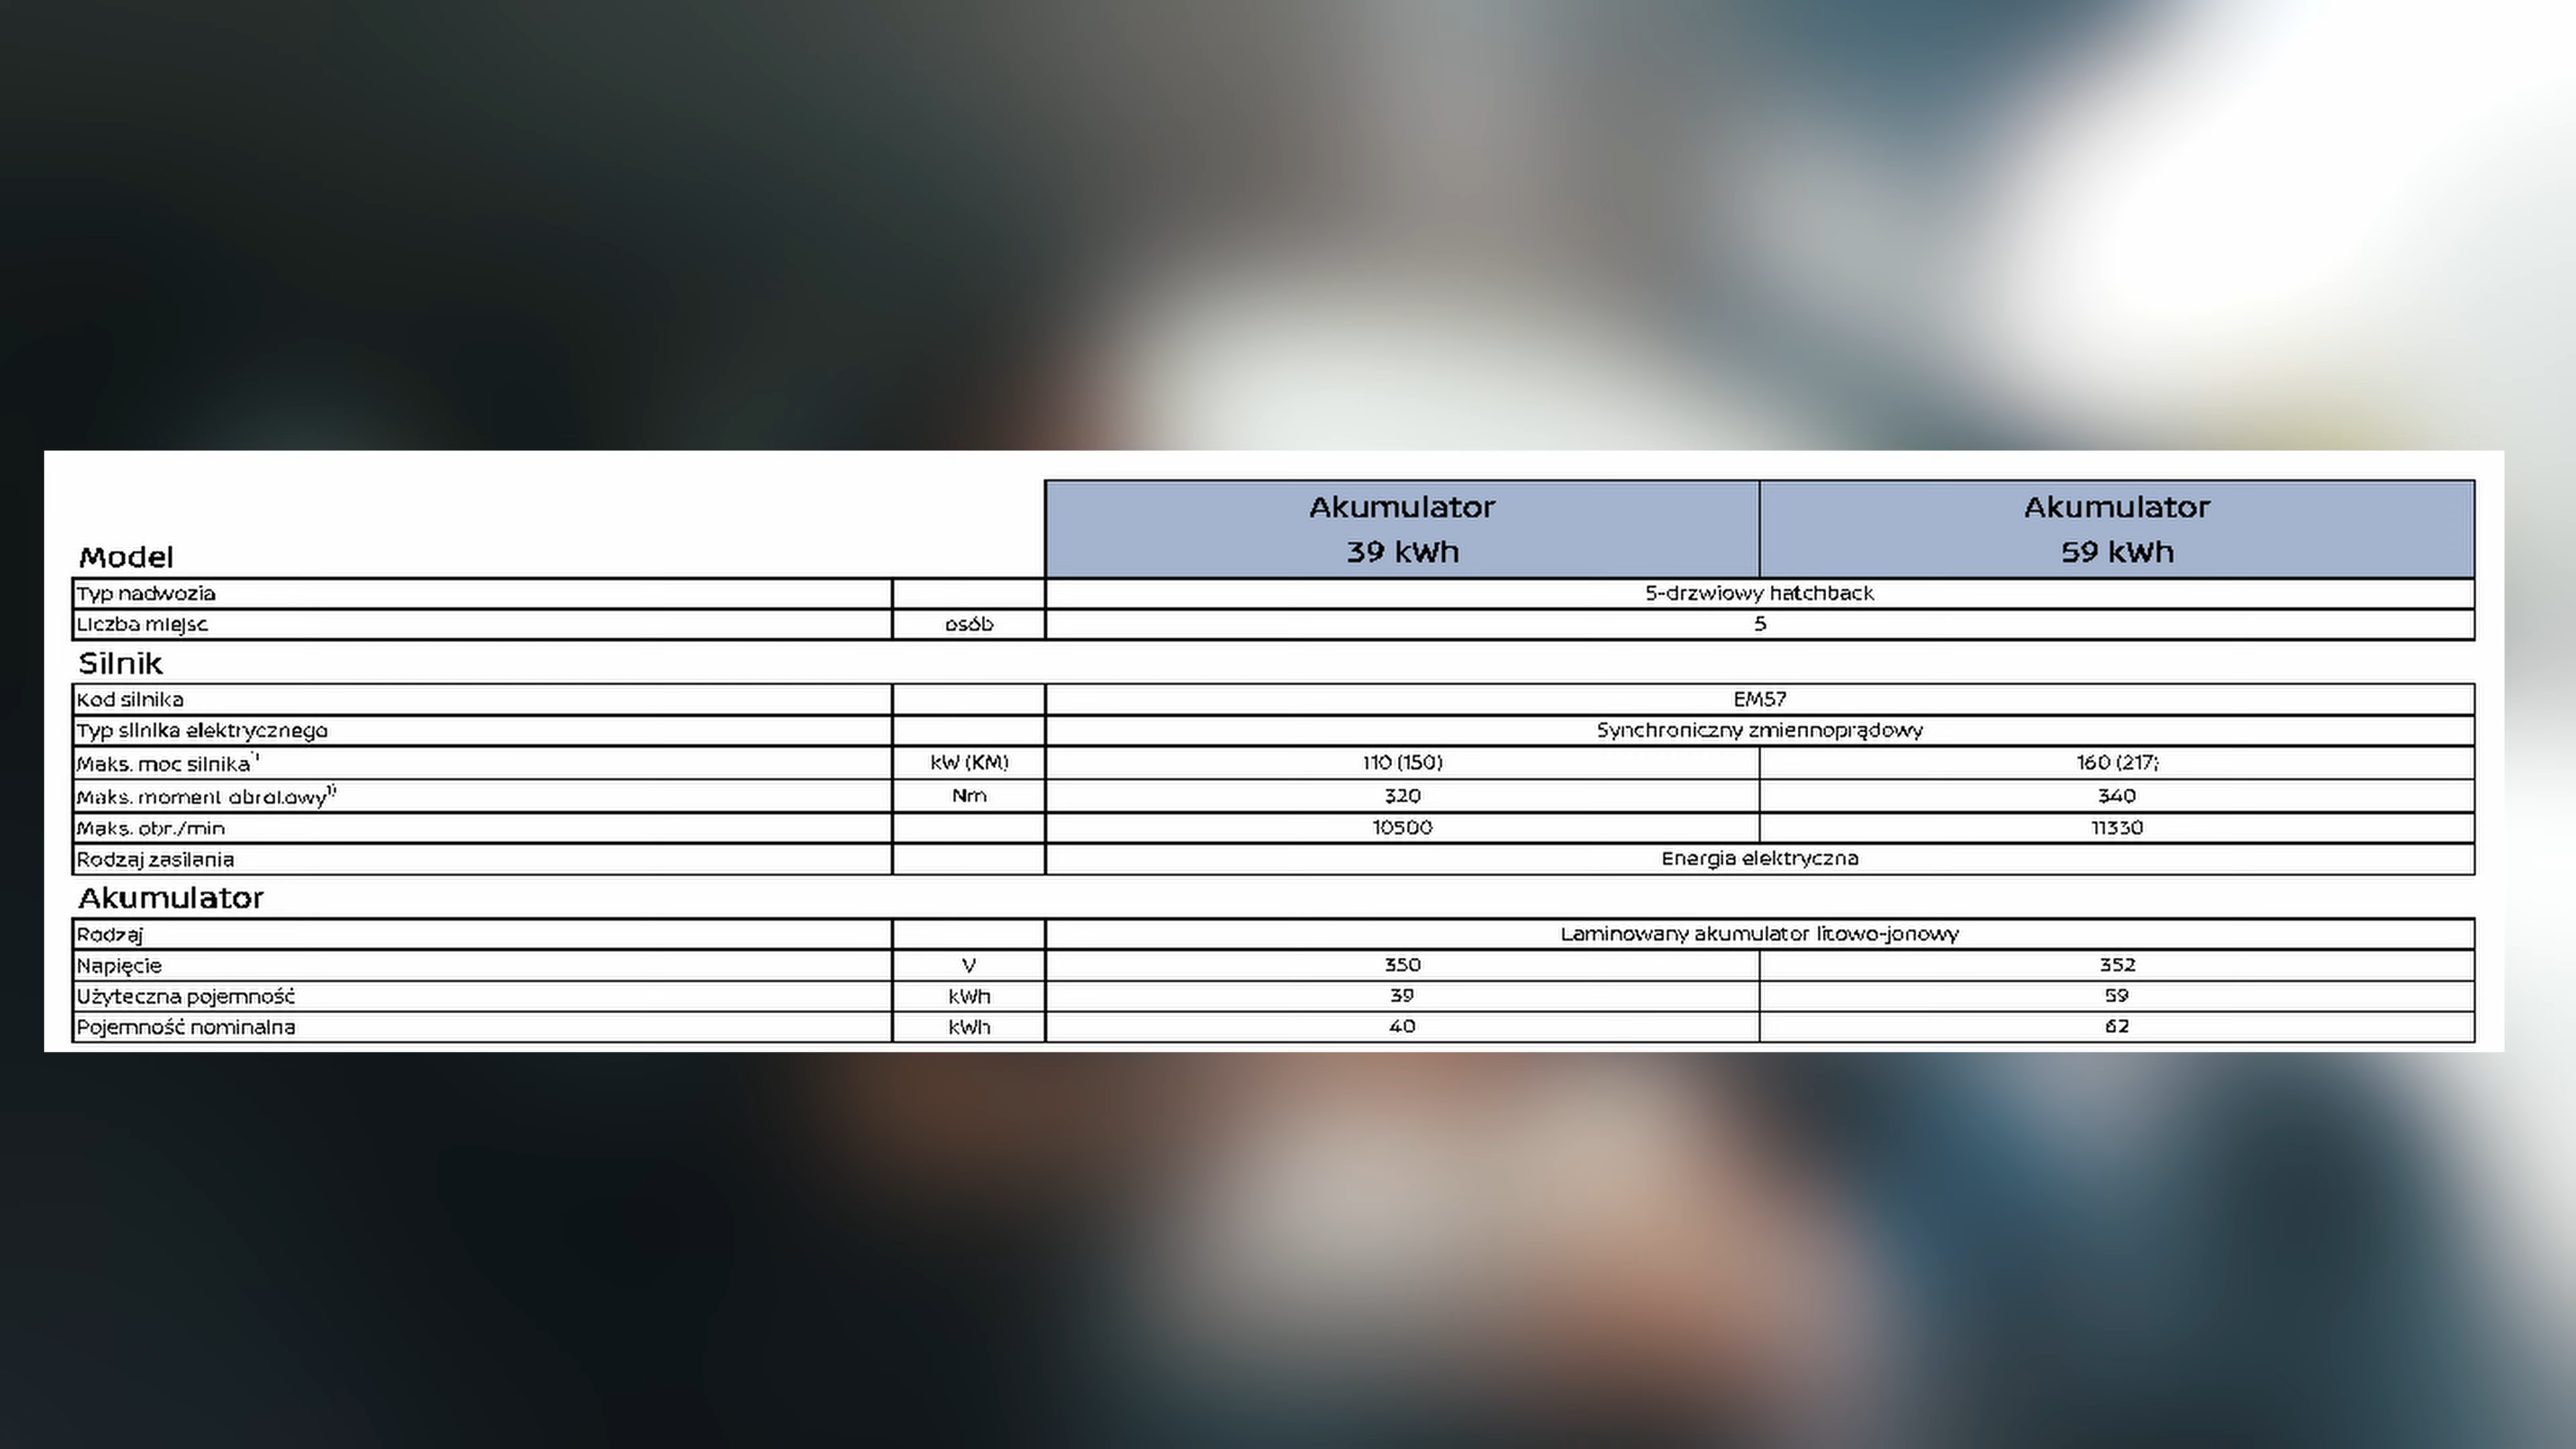 Akumulator Akumulator
Model 39 kWh 59 kWh
Typ nadwozia 5-drzwiowy hatchback
Liczba miejsc osób 5
Silnik
Kod silnika EM57
Typ silnika elektrycznego Synchroniczny zmiennoprądowy
Maks. moc silnika¹⁾ kW (KM) 110 (150) 160 (217)
Maks. moment obrotowy¹⁾ Nm 320 340
Maks. obr./min 10500 11330
Rodzaj zasilania Energia elektryczna
Akumulator
Rodzaj Laminowany akumulator litowo-jonowy
Napięcie V 350 352
Użyteczna pojemność kWh 39 59
Pojemność nominalna kWh 40 62